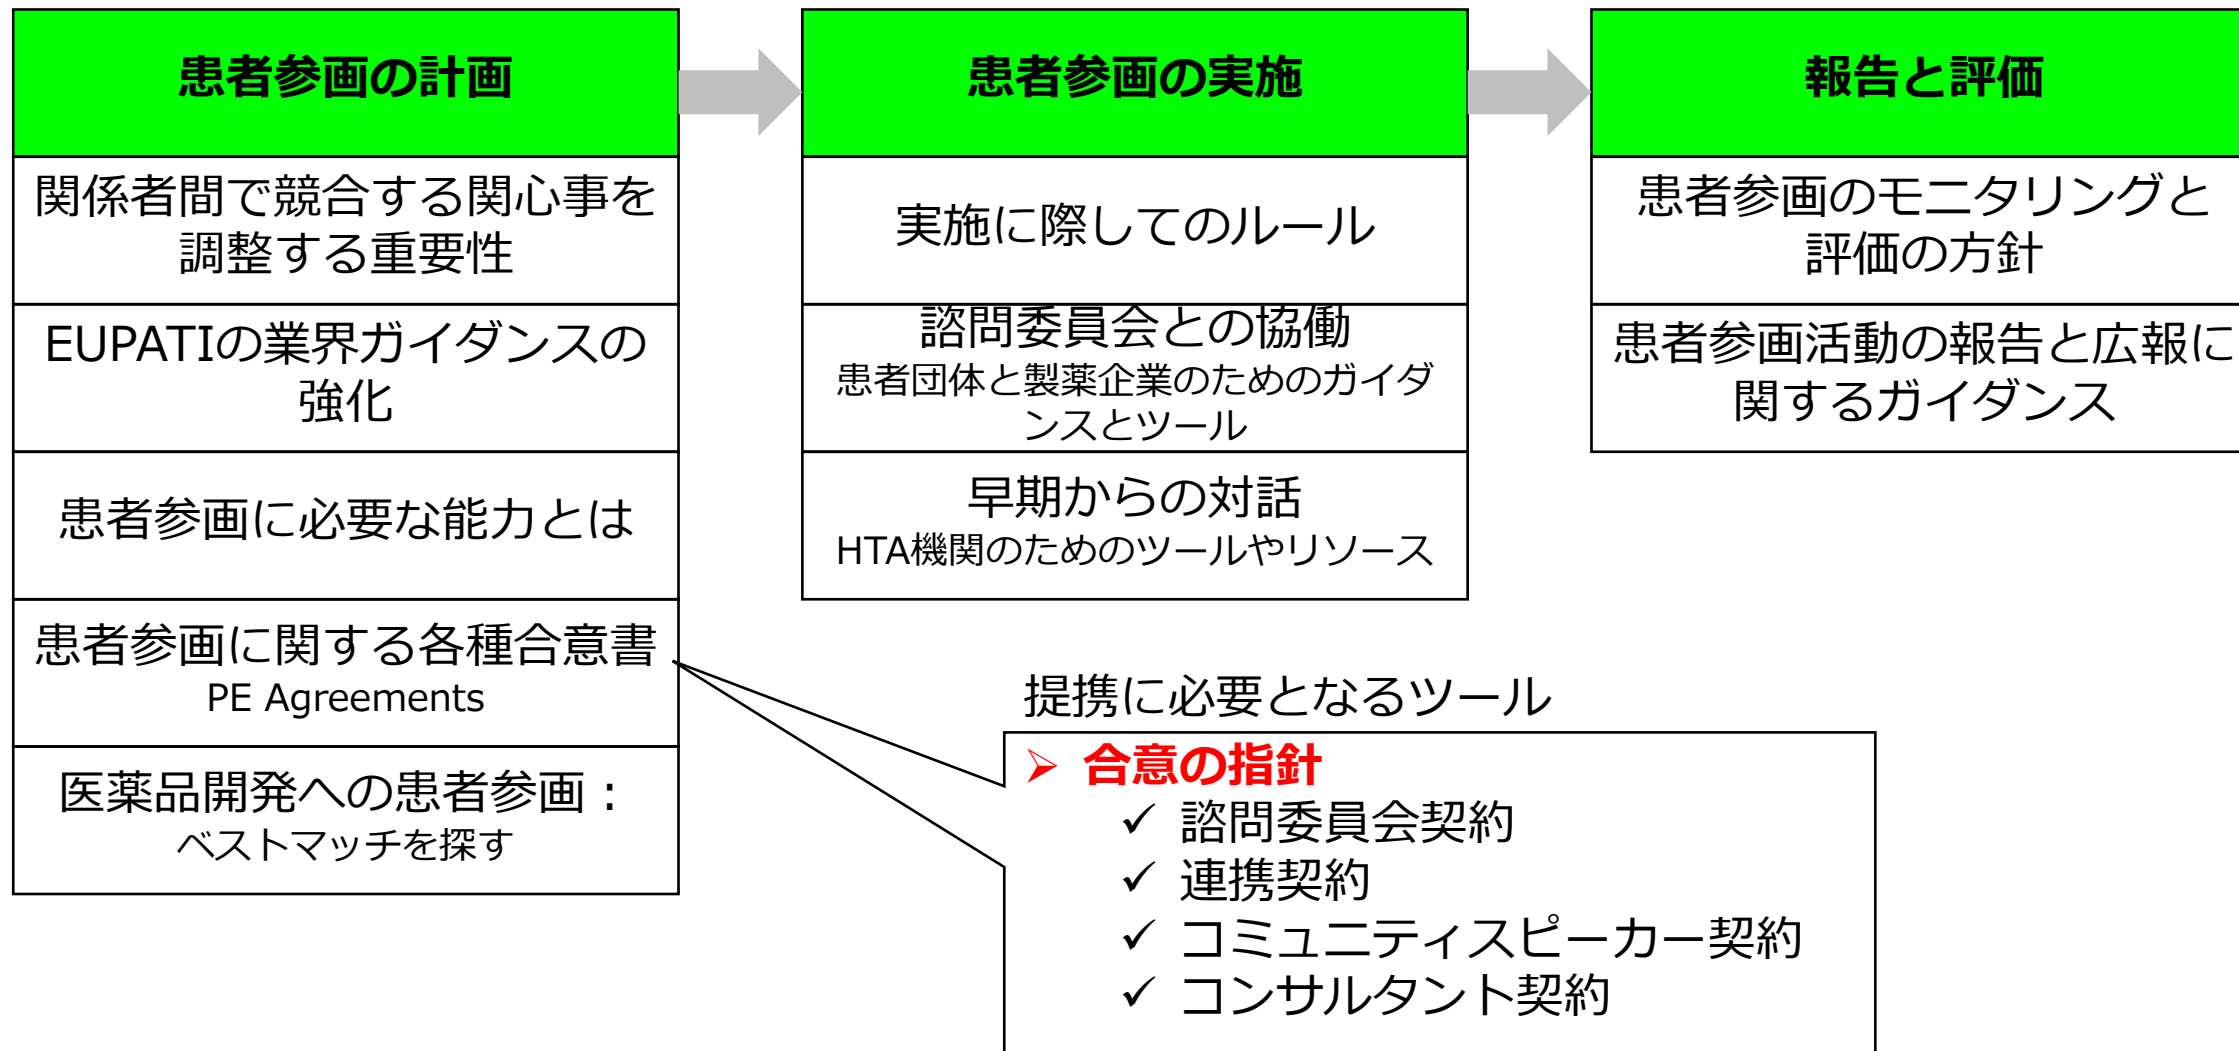 患者参画の計画
関係者間で競合する関心事を
調整する重要性
EUPATIの業界ガイダンスの
強化
患者参画に必要な能力とは
患者参画に関する各種合意書
PE Agreements
医薬品開発への患者参画：
ベストマッチを探す
患者参画の実施
実施に際してのルール
諮問委員会との協働
患者団体と製薬企業のためのガイダ
ンスとツール
早期からの対話
HTA機関のためのツールやリソース
報告と評価
患者参画のモニタリングと
評価の方針
患者参画活動の報告と広報に
関するガイダンス
提携に必要となるツール
➢ 合意の指針
✓ 諮問委員会契約
✓ 連携契約
✓ コミュニティスピーカー契約
✓ コンサルタント契約